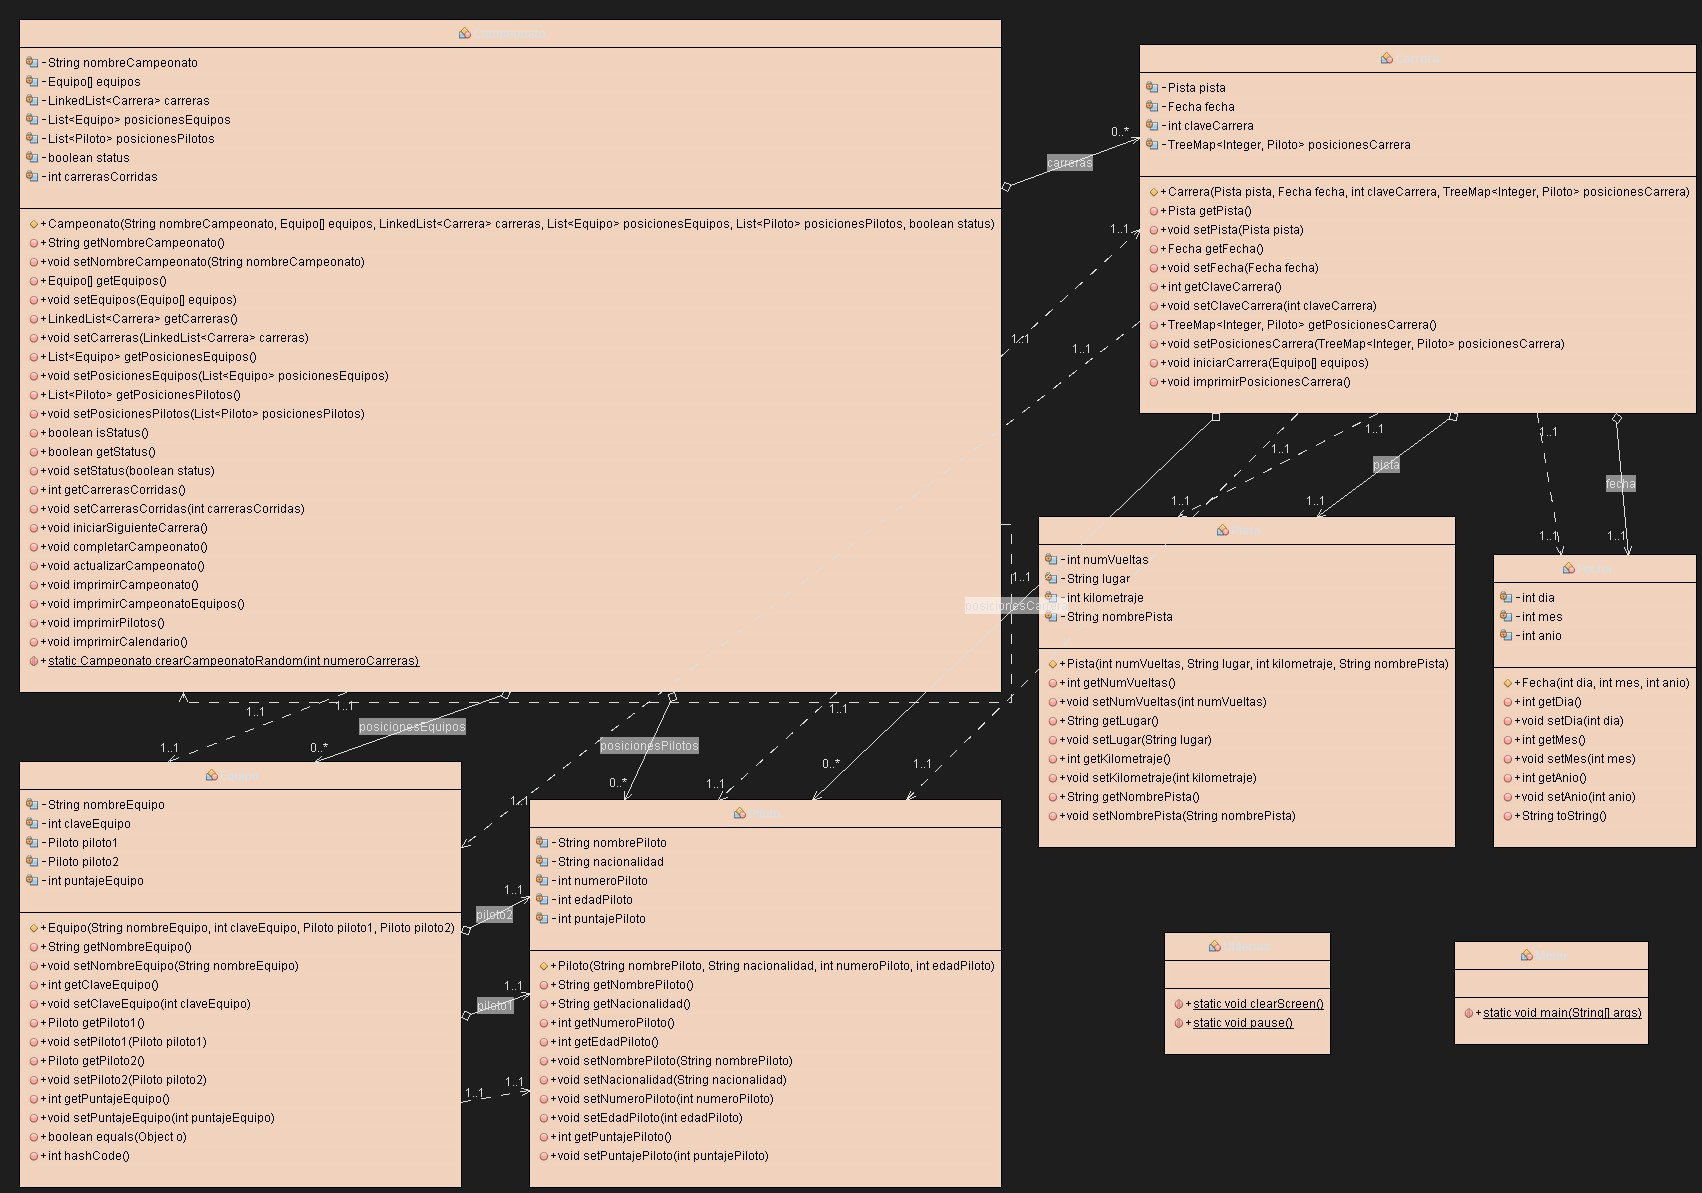 Campeonato
- String nombreCampeonato
- Equipo[] equipos
- LinkedList<Carrera> carreras
- List<Equipo> posicionesEquipos
- List<Piloto> posicionesPilotos
- boolean status
- int carrerasCorridas
+ Campeonato(String nombreCampeonato, Equipo[] equipos, LinkedList<Carrera> carreras, List<Equipo> posicionesEquipos, List<Piloto> posicionesPilotos, boolean status)
+ String getNombreCampeonato()
+ void setNombreCampeonato(String nombreCampeonato)
+ Equipo[] getEquipos()
+ void setEquipos(Equipo[] equipos)
+ LinkedList<Carrera> getCarreras()
+ void setCarreras(LinkedList<Carrera> carreras)
+ List<Equipo> getPosicionesEquipos()
+ void setPosicionesEquipos(List<Equipo> posicionesEquipos)
+ List<Piloto> getPosicionesPilotos()
+ void setPosicionesPilotos(List<Piloto> posicionesPilotos)
+ boolean isStatus()
+ boolean getStatus()
+ void setStatus(boolean status)
+ int getCarrerasCorridas()
+ void setCarrerasCorridas(int carrerasCorridas)
+ void iniciarSiguienteCarrera()
+ void completarCampeonato()
+ void actualizarCampeonato()
+ void imprimirCampeonato()
+ void imprimirCampeonatoEquipos()
+ void imprimirPilotos()
+ void imprimirCalendario()
+ static Campeonato crearCampeonatoRandom(int numeroCarreras)
Carrera
- Pista pista
- Fecha fecha
- int claveCarrera
- TreeMap<Integer, Piloto> posicionesCarrera
+ Carrera(Pista pista, Fecha fecha, int claveCarrera, TreeMap<Integer, Piloto> posicionesCarrera)
+ Pista getPista()
+ void setPista(Pista pista)
+ Fecha getFecha()
+ void setFecha(Fecha fecha)
+ int getClaveCarrera()
+ void setClaveCarrera(int claveCarrera)
+ TreeMap<Integer, Piloto> getPosicionesCarrera()
+ void setPosicionesCarrera(TreeMap<Integer, Piloto> posicionesCarrera)
+ void iniciarCarrera(Equipo[] equipos)
+ void imprimirPosicionesCarrera()
0..*
carreras
1..1
1..1
1..1
1..1
1..1
1..1
pista
1..1
1..1
fecha
1..1
1..1
1..1
posicionesCarrera
Pista
- int numVueltas
- String lugar
- int kilometraje
- String nombrePista
+ Pista(int numVueltas, String lugar, int kilometraje, String nombrePista)
+ int getNumVueltas()
+ void setNumVueltas(int numVueltas)
+ String getLugar()
+ void setLugar(String lugar)
+ int getKilometraje()
+ void setKilometraje(int kilometraje)
+ String getNombrePista()
+ void setNombrePista(String nombrePista)
Fecha
- int dia
- int mes
- int anio
+ Fecha(int dia, int mes, int anio)
+ int getDia()
+ void setDia(int dia)
+ int getMes()
+ void setMes(int mes)
+ int getAnio()
+ void setAnio(int anio)
+ String toString()
1..1
1..1
1..1
posicionesEquipos
0..*
posicionesPilotos
0..*
1..1
1..1
0..*
1..1
1..1
Equipo
- String nombreEquipo
- int claveEquipo
- Piloto piloto1
- Piloto piloto2
- int puntajeEquipo
+ Equipo(String nombreEquipo, int claveEquipo, Piloto piloto1, Piloto piloto2)
+ String getNombreEquipo()
+ void setNombreEquipo(String nombreEquipo)
+ int getClaveEquipo()
+ void setClaveEquipo(int claveEquipo)
+ Piloto getPiloto1()
+ void setPiloto1(Piloto piloto1)
+ Piloto getPiloto2()
+ void setPiloto2(Piloto piloto2)
+ int getPuntajeEquipo()
+ void setPuntajeEquipo(int puntajeEquipo)
+ boolean equals(Object o)
+ int hashCode()
1..1
piloto2
1..1
piloto1
1..1
1..1
Piloto
- String nombrePiloto
- String nacionalidad
- int numeroPiloto
- int edadPiloto
- int puntajePiloto
+ Piloto(String nombrePiloto, String nacionalidad, int numeroPiloto, int edadPiloto)
+ String getNombrePiloto()
+ String getNacionalidad()
+ int getNumeroPiloto()
+ int getEdadPiloto()
+ void setNombrePiloto(String nombrePiloto)
+ void setNacionalidad(String nacionalidad)
+ void setNumeroPiloto(int numeroPiloto)
+ void setEdadPiloto(int edadPiloto)
+ int getPuntajePiloto()
+ void setPuntajePiloto(int puntajePiloto)
+ static void clearScreen()
+ static void pause()
+ static void main(String[] args)